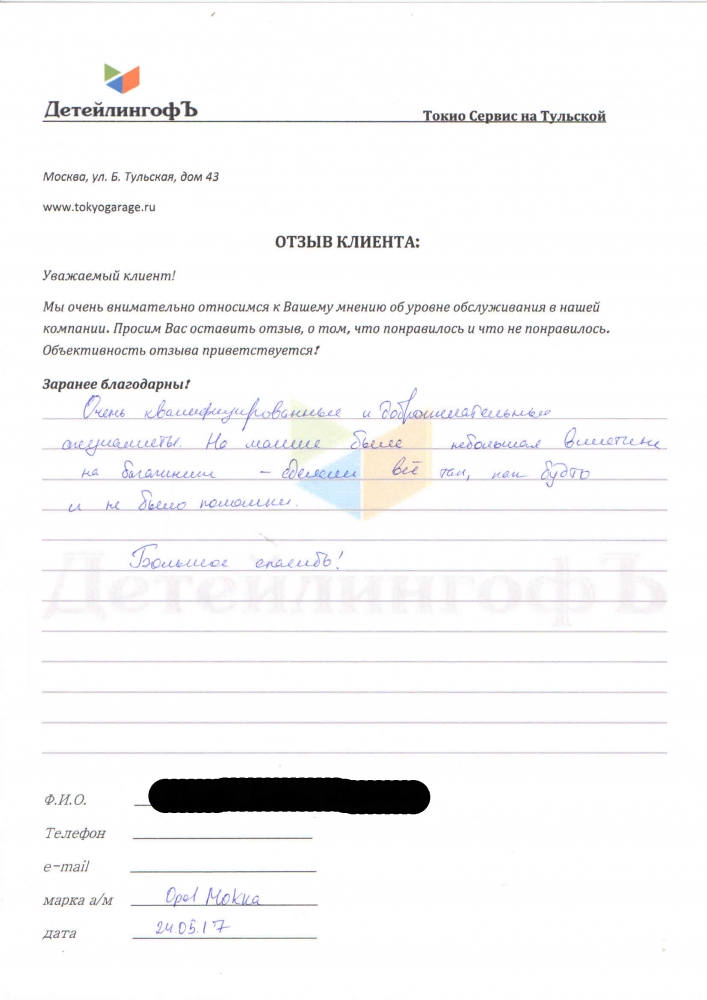 ДетейлингофЪ
Токио Сервис на Тульской
Москва, ул. Б. Тульская, дом 43
www.tokyogarage.ru
ОТЗЫВ КЛИЕНТА:
Уважаемый клиент!
Мы очень внимательно относимся к Вашему мнению об уровне обслуживания в нашей
компании. Просим Вас оставить отзыв, о том, что понравилось и что не понравилось.
Объективность отзыва приветствуется!
Заранее благодарны!
Очень квалифицированные и доброжелательные
специалисты. На машине была небольшая вмятина
на багажнике – сделали всё так, как будто
и не было поломки.
Большое спасибо!
ДетейлингофЪ
Ф.И.О.
Телефон
e-mail
марка а/м Opel Mokka
дата 24.05.17